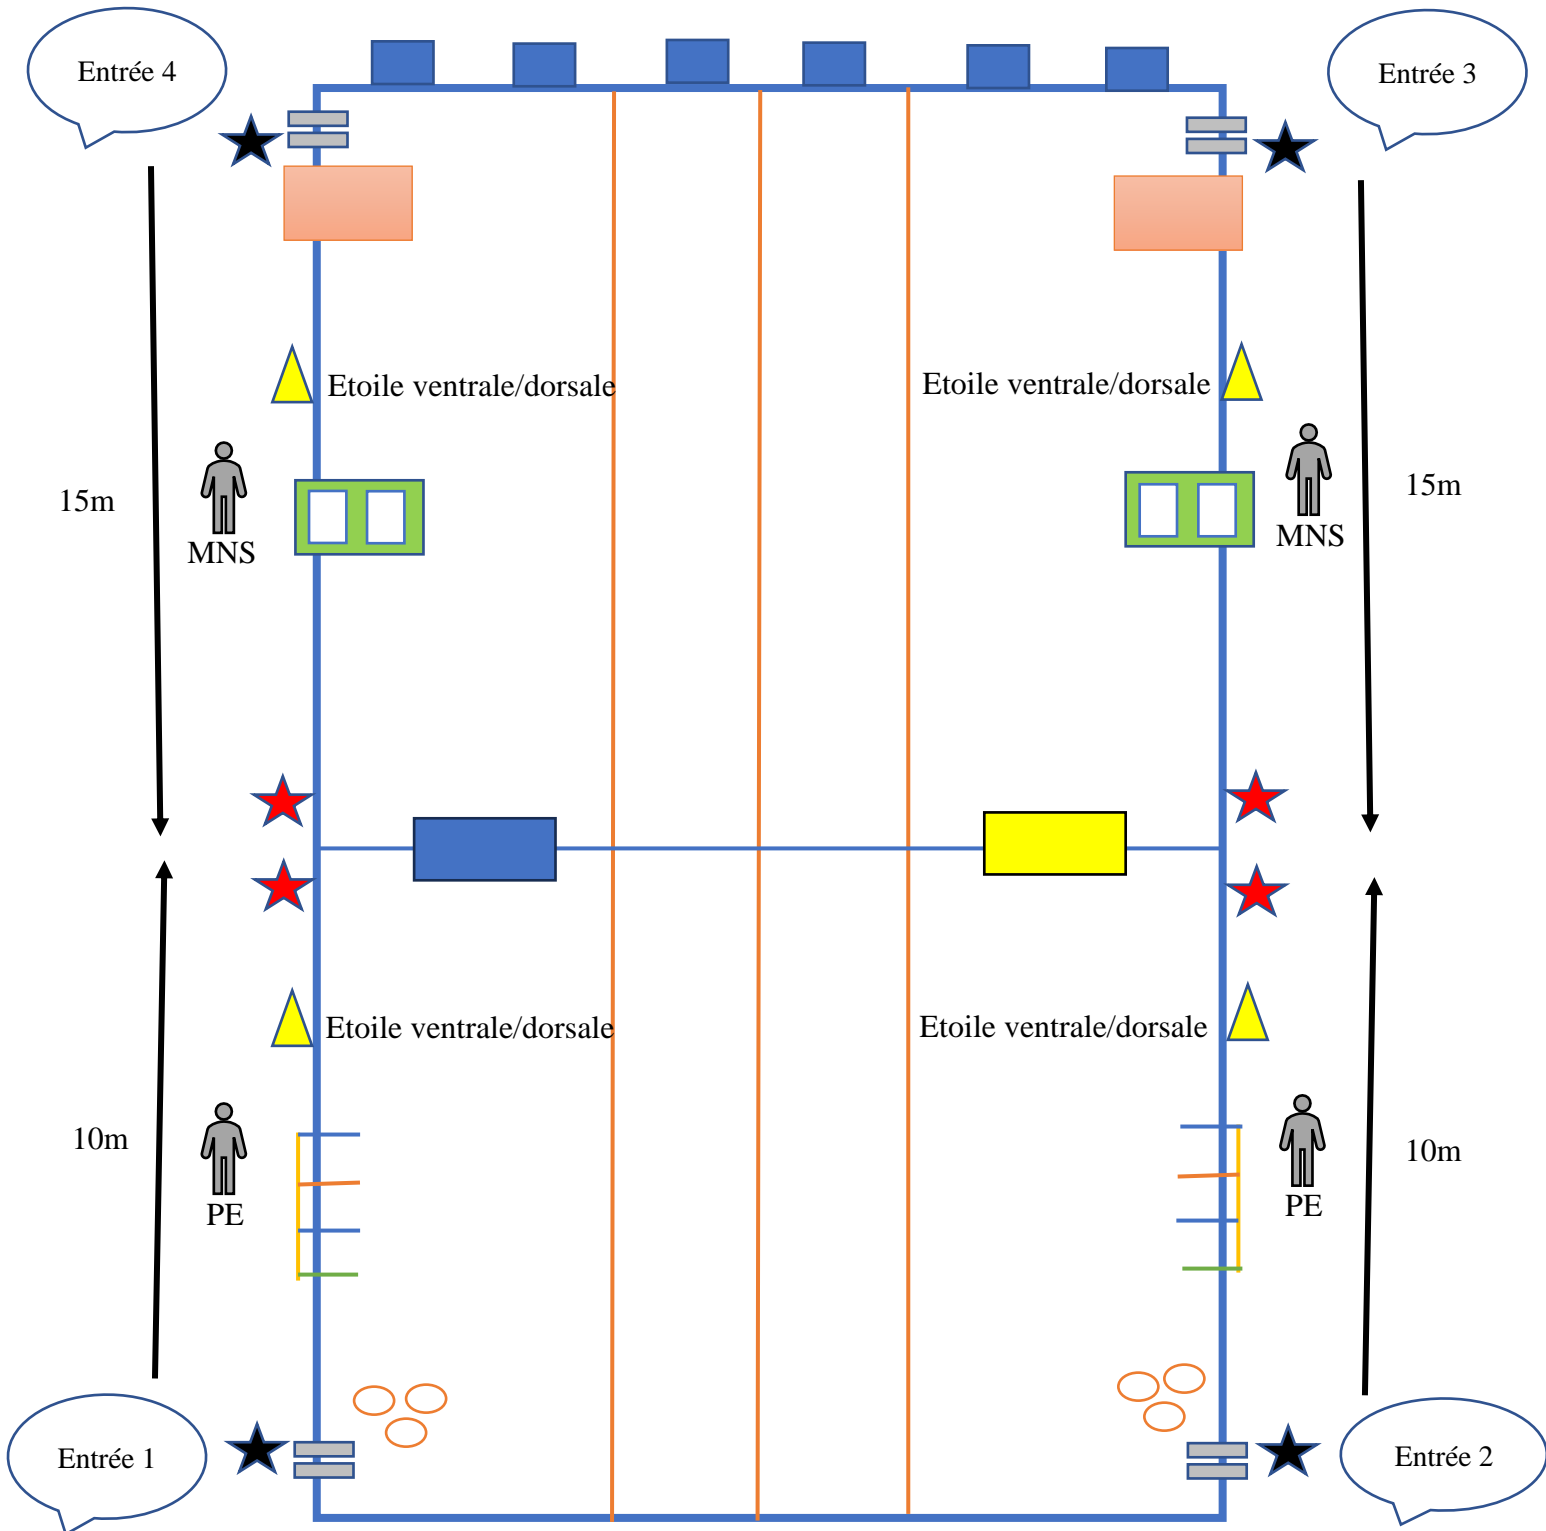 Entrée 4
Entrée 3
Etoile ventrale/dorsale
Etoile ventrale/dorsale
15m
MNS
MNS
15m
Etoile ventrale/dorsale
Etoile ventrale/dorsale
10m
PE
PE
10m
Entrée 1
Entrée 2